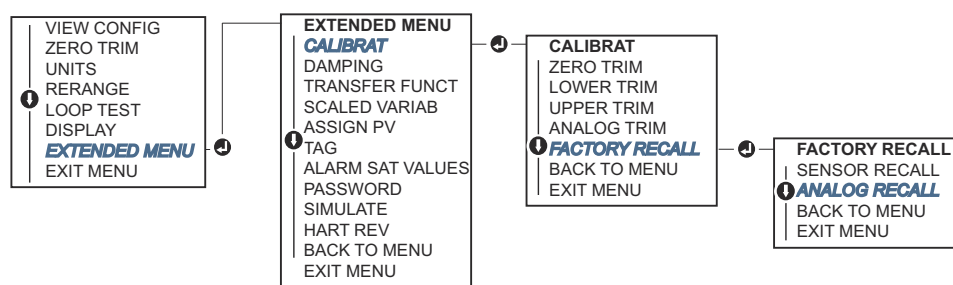 VIEW CONFIG
ZERO TRIM
UNITS
RERANGE
LOOP TEST
DISPLAY
EXTENDED MENU
EXIT MENU
EXTENDED MENU
CALIBRAT
DAMPING
TRANSFER FUNCT
SCALED VARIAB
ASSIGN PV
TAG
ALARM SAT VALUES
PASSWORD
SIMULATE
HART REV
BACK TO MENU
EXIT MENU
CALIBRAT
ZERO TRIM
LOWER TRIM
UPPER TRIM
ANALOG TRIM
FACTORY RECALL
BACK TO MENU
EXIT MENU
FACTORY RECALL
SENSOR RECALL
ANALOG RECALL
BACK TO MENU
EXIT MENU